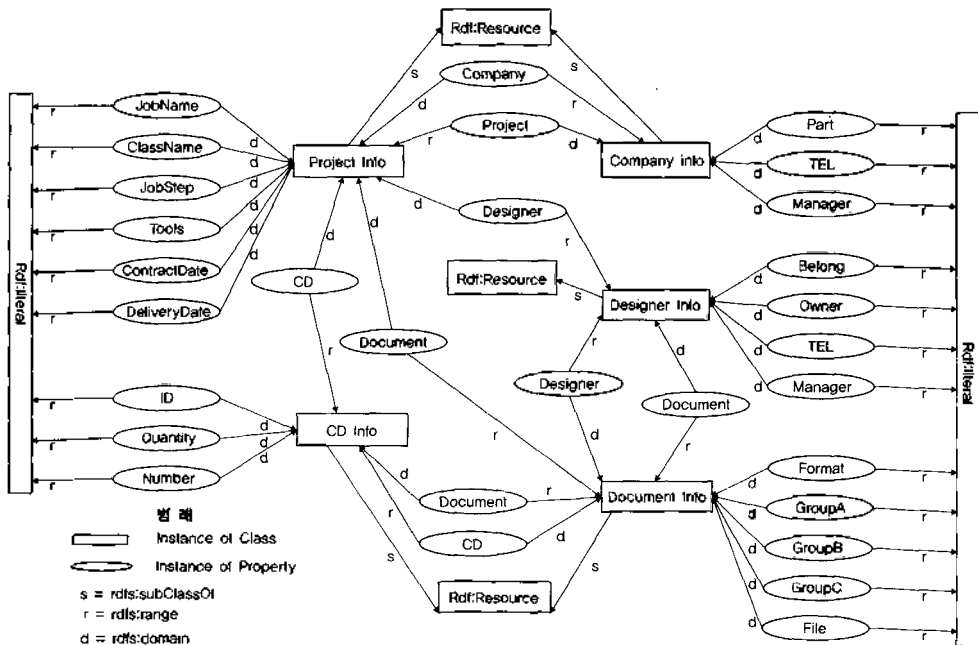 Rdf:Resource
s
s
Company
d
r
JobName
r
d
Project
r
d
Part
d
r
ClassName
r
d
Project Info
Company info
TEL
d
r
JobStep
r
d
Manager
d
r
Tools
r
d
d
Designer
r
d
d
ContractDate
r
d
CD
Rdf:Resource
s
Belong
d
r
Designer Info
Owner
d
r
DeliveryDate
r
d
Rdf:literal
Rdf:literal
Document
r
d
TEL
d
r
r
Designer
d
Manager
d
r
ID
r
d
Document
r
CD Info
Quantity
r
d
r
d
Format
d
r
Number
r
d
d
Document
r
Document Info
GroupA
d
r
r
CD
d
GroupB
d
r
s
s
GroupC
d
r
Rdf:Resource
File
d
r
범 례
Instance of Class
Instance of Property
s = rdfs:subClassOf
r = rdfs:range
d = rdfs:domain